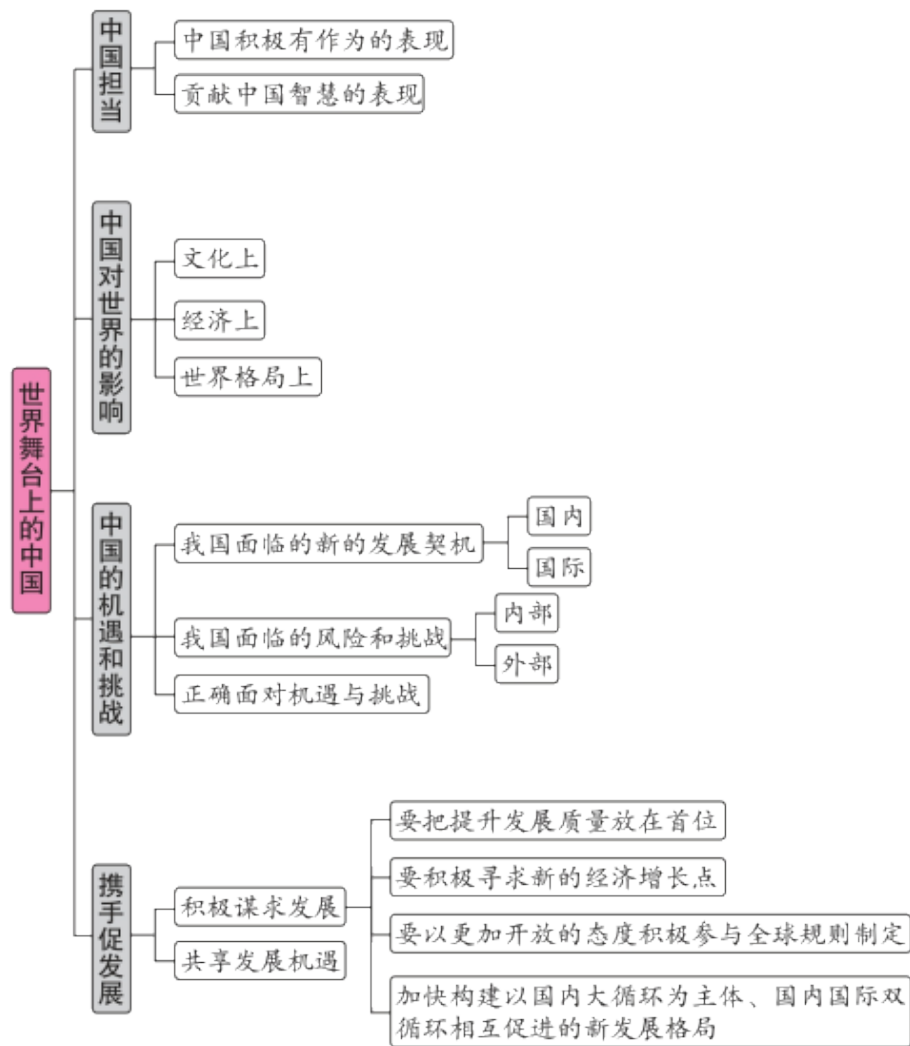 世界舞台上的中国
中国担当
中国积极有作为的表现
贡献中国智慧的表现
中国对世界的影响
文化上
经济上
世界格局上
中国的机遇和挑战
我国面临的新的发展契机
国内
国际
我国面临的风险和挑战
内部
外部
正确面对机遇与挑战
携手促发展
积极谋求发展
要把提升发展质量放在首位
要积极寻求新的经济增长点
要以更加开放的态度积极参与全球规则制定
加快构建以国内大循环为主体、国内国际双
循环相互促进的新发展格局
共享发展机遇